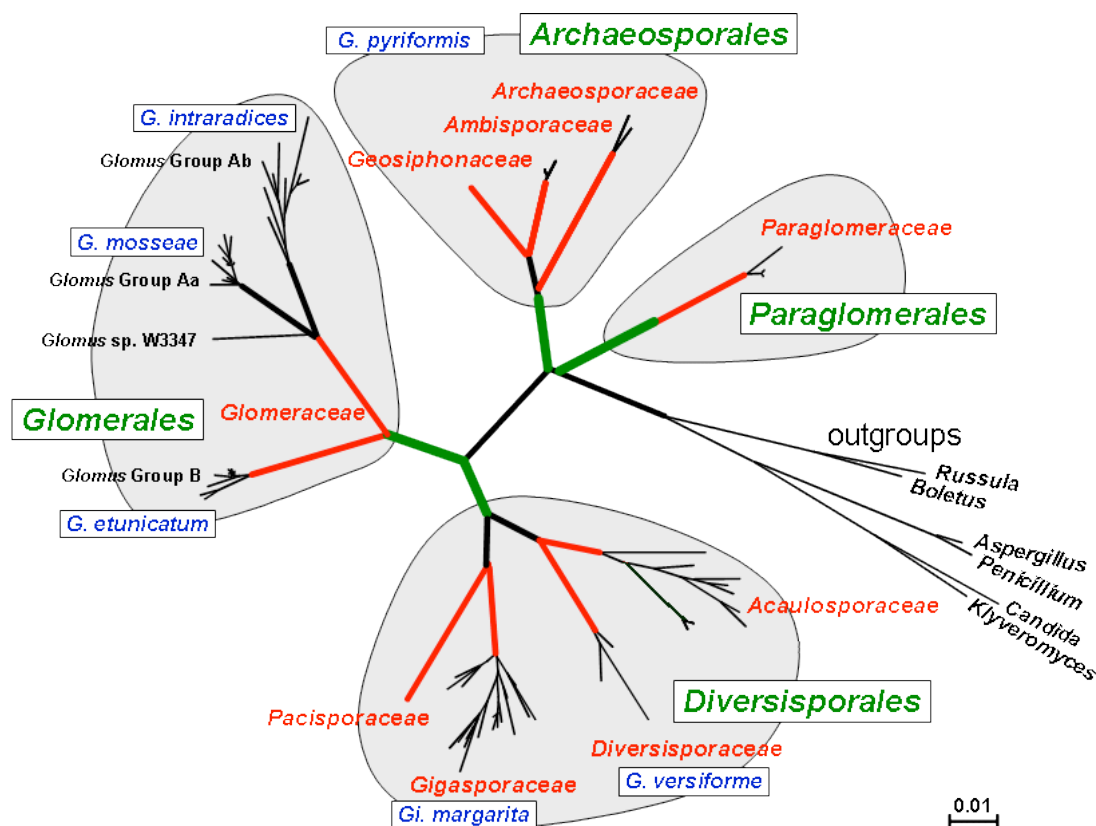 G. pyriformis
Archaeosporales
Archaeosporaceae
Ambisporaceae
Geosiphonaceae
G. intraradices
Glomus Group Ab
G. mosseae
Glomus Group Aa
Glomus sp. W3347
Glomerales
Glomeraceae
Glomus Group B
G. etunicatum
Paraglomeraceae
Paraglomerales
outgroups
Russula
Boletus
Aspergillus
Penicillium
Candida
Klyveromyces
Acaulosporaceae
Diversisporales
Pacisporaceae
Diversisporaceae
G. versiforme
Gigasporaceae
Gi. margarita
0.01